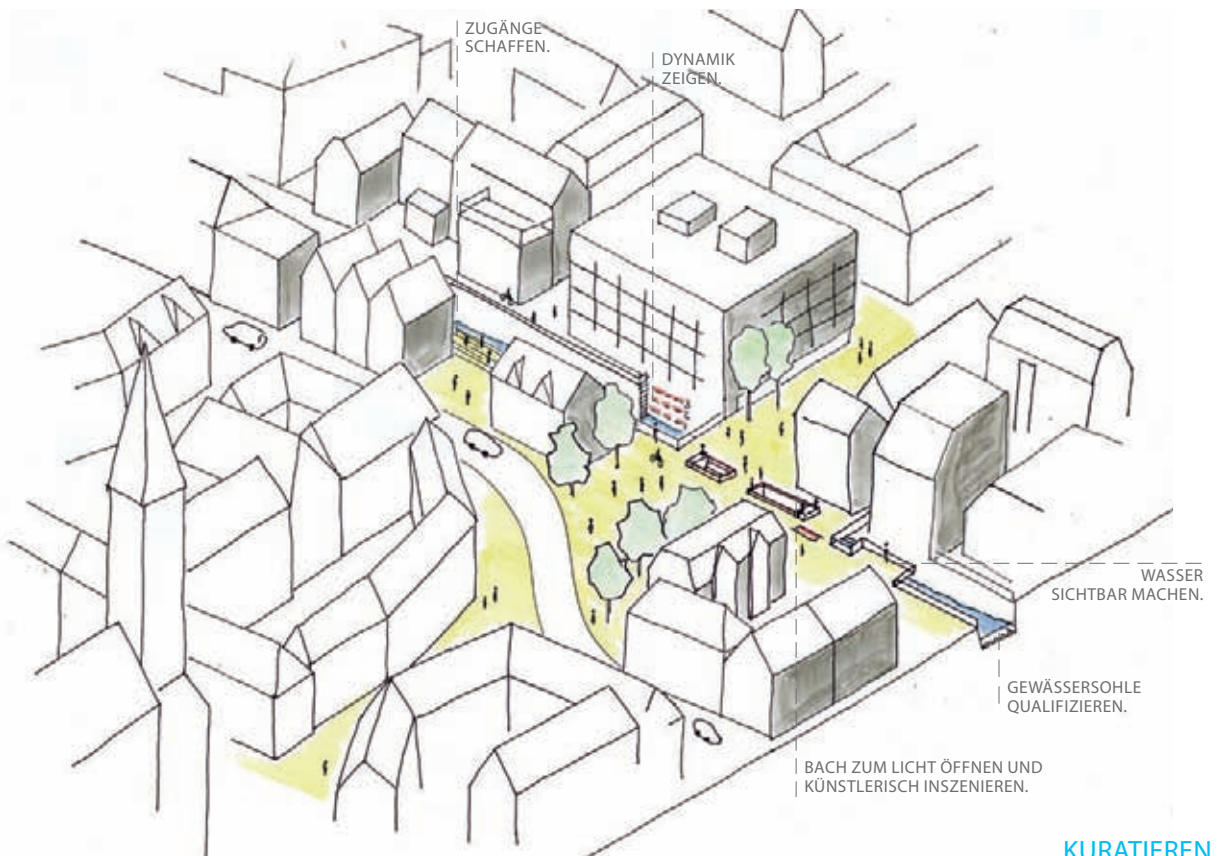 ZUGÄNGE
SCHAFFEN.
DYNAMIK
ZEIGEN.
WASSER
SICHTBAR MACHEN.
GEWÄSSERSOHLE
QUALIFIZIEREN.
BACH ZUM LICHT ÖFFNEN UND
KÜNSTLERISCH INSZENIEREN.
KURATIEREN